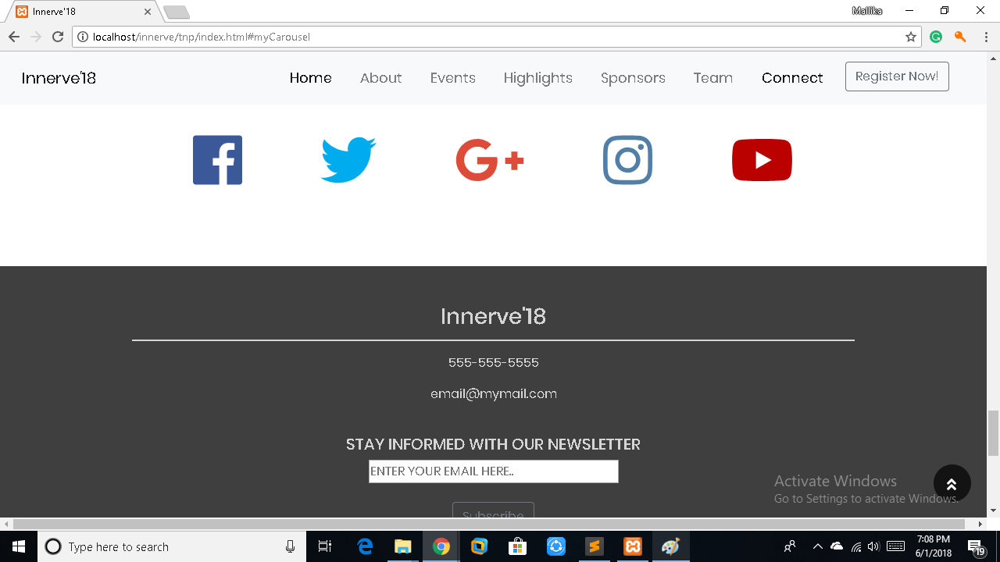 Innerve'18
Mallika
localhost/innerve/tnp/index.html#myCarousel
Innerve'18 Home About Events Highlights Sponsors Team Connect Register Now!
Innerve'18
555-555-5555
email@mymail.com
STAY INFORMED WITH OUR NEWSLETTER
ENTER YOUR EMAIL HERE..
Subscribe
Activate Windows
Go to Settings to activate Windows.
Type here to search
7:08 PM
6/1/2018
19